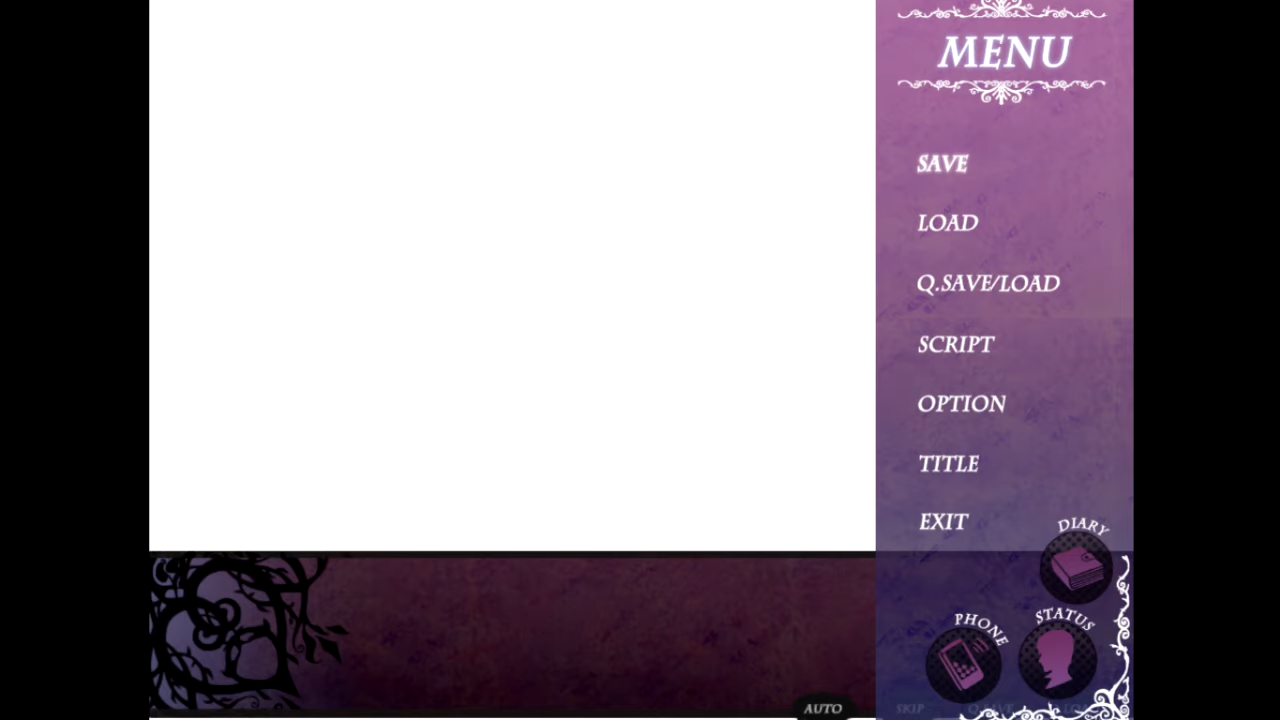 MENU
SAVE
LOAD
Q.SAVE/LOAD
SCRIPT
OPTION
TITLE
EXIT
DIARY
PHONE
STATUS
AUTO
SKIP